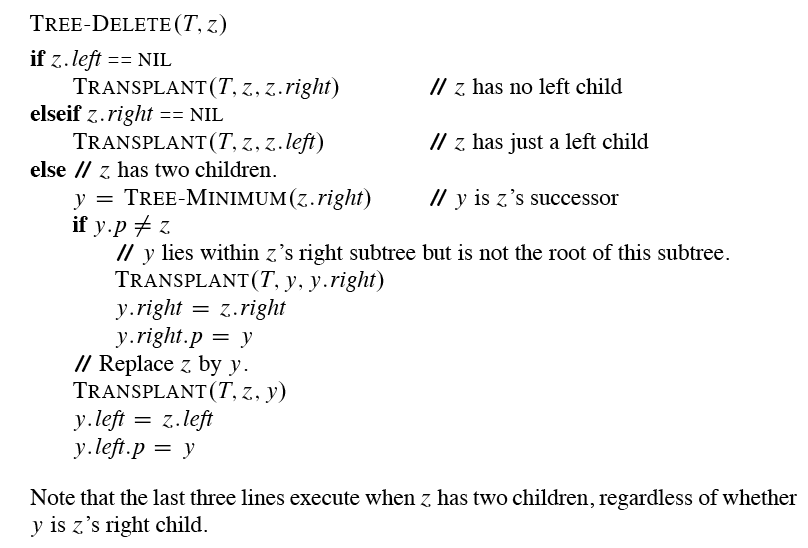 TREE-DELETE(T, z)
if z.left == NIL
TRANSPLANT(T, z, z.right) // z has no left child
elseif z.right == NIL
TRANSPLANT(T, z, z.left) // z has just a left child
else // z has two children.
y = TREE-MINIMUM(z.right) // y is z’s successor
if y.p ≠ z
// y lies within z’s right subtree but is not the root of this subtree.
TRANSPLANT(T, y, y.right)
y.right = z.right
y.right.p = y
// Replace z by y.
TRANSPLANT(T, z, y)
y.left = z.left
y.left.p = y
Note that the last three lines execute when z has two children, regardless of whether
y is z’s right child.